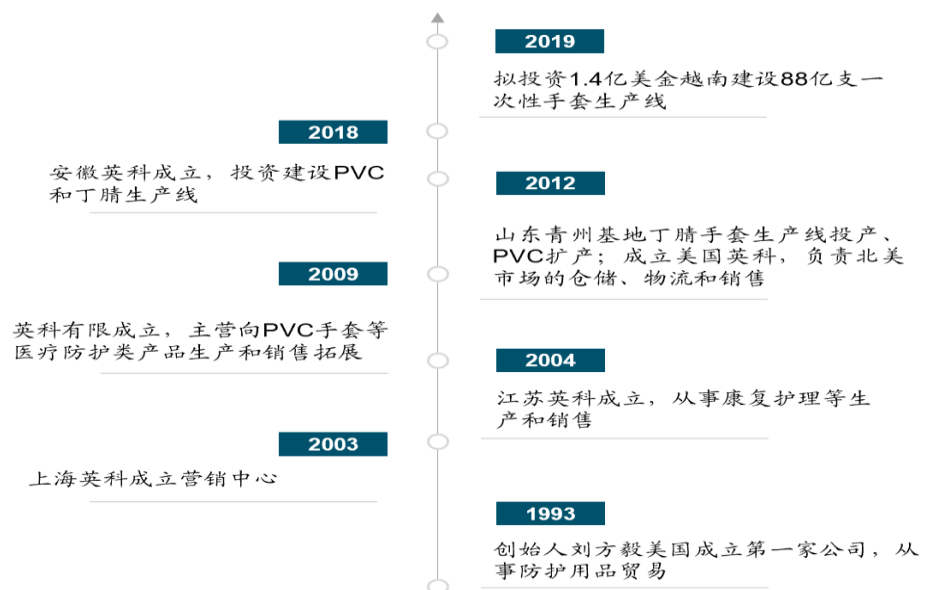 2019
拟投资1.4亿美金越南建设88亿支一
次性手套生产线
2018
安徽英科成立，投资建设PVC
和丁腈生产线
2012
山东青州基地丁腈手套生产线投产、
PVC扩产；成立美国英科，负责北美
市场的仓储、物流和销售
2009
英科有限成立，主营向PVC手套等
医疗防护类产品生产和销售拓展
2004
江苏英科成立，从事康复护理等生
产和销售
2003
上海英科成立营销中心
1993
创始人刘方毅美国成立第一家公司，从
事防护用品贸易